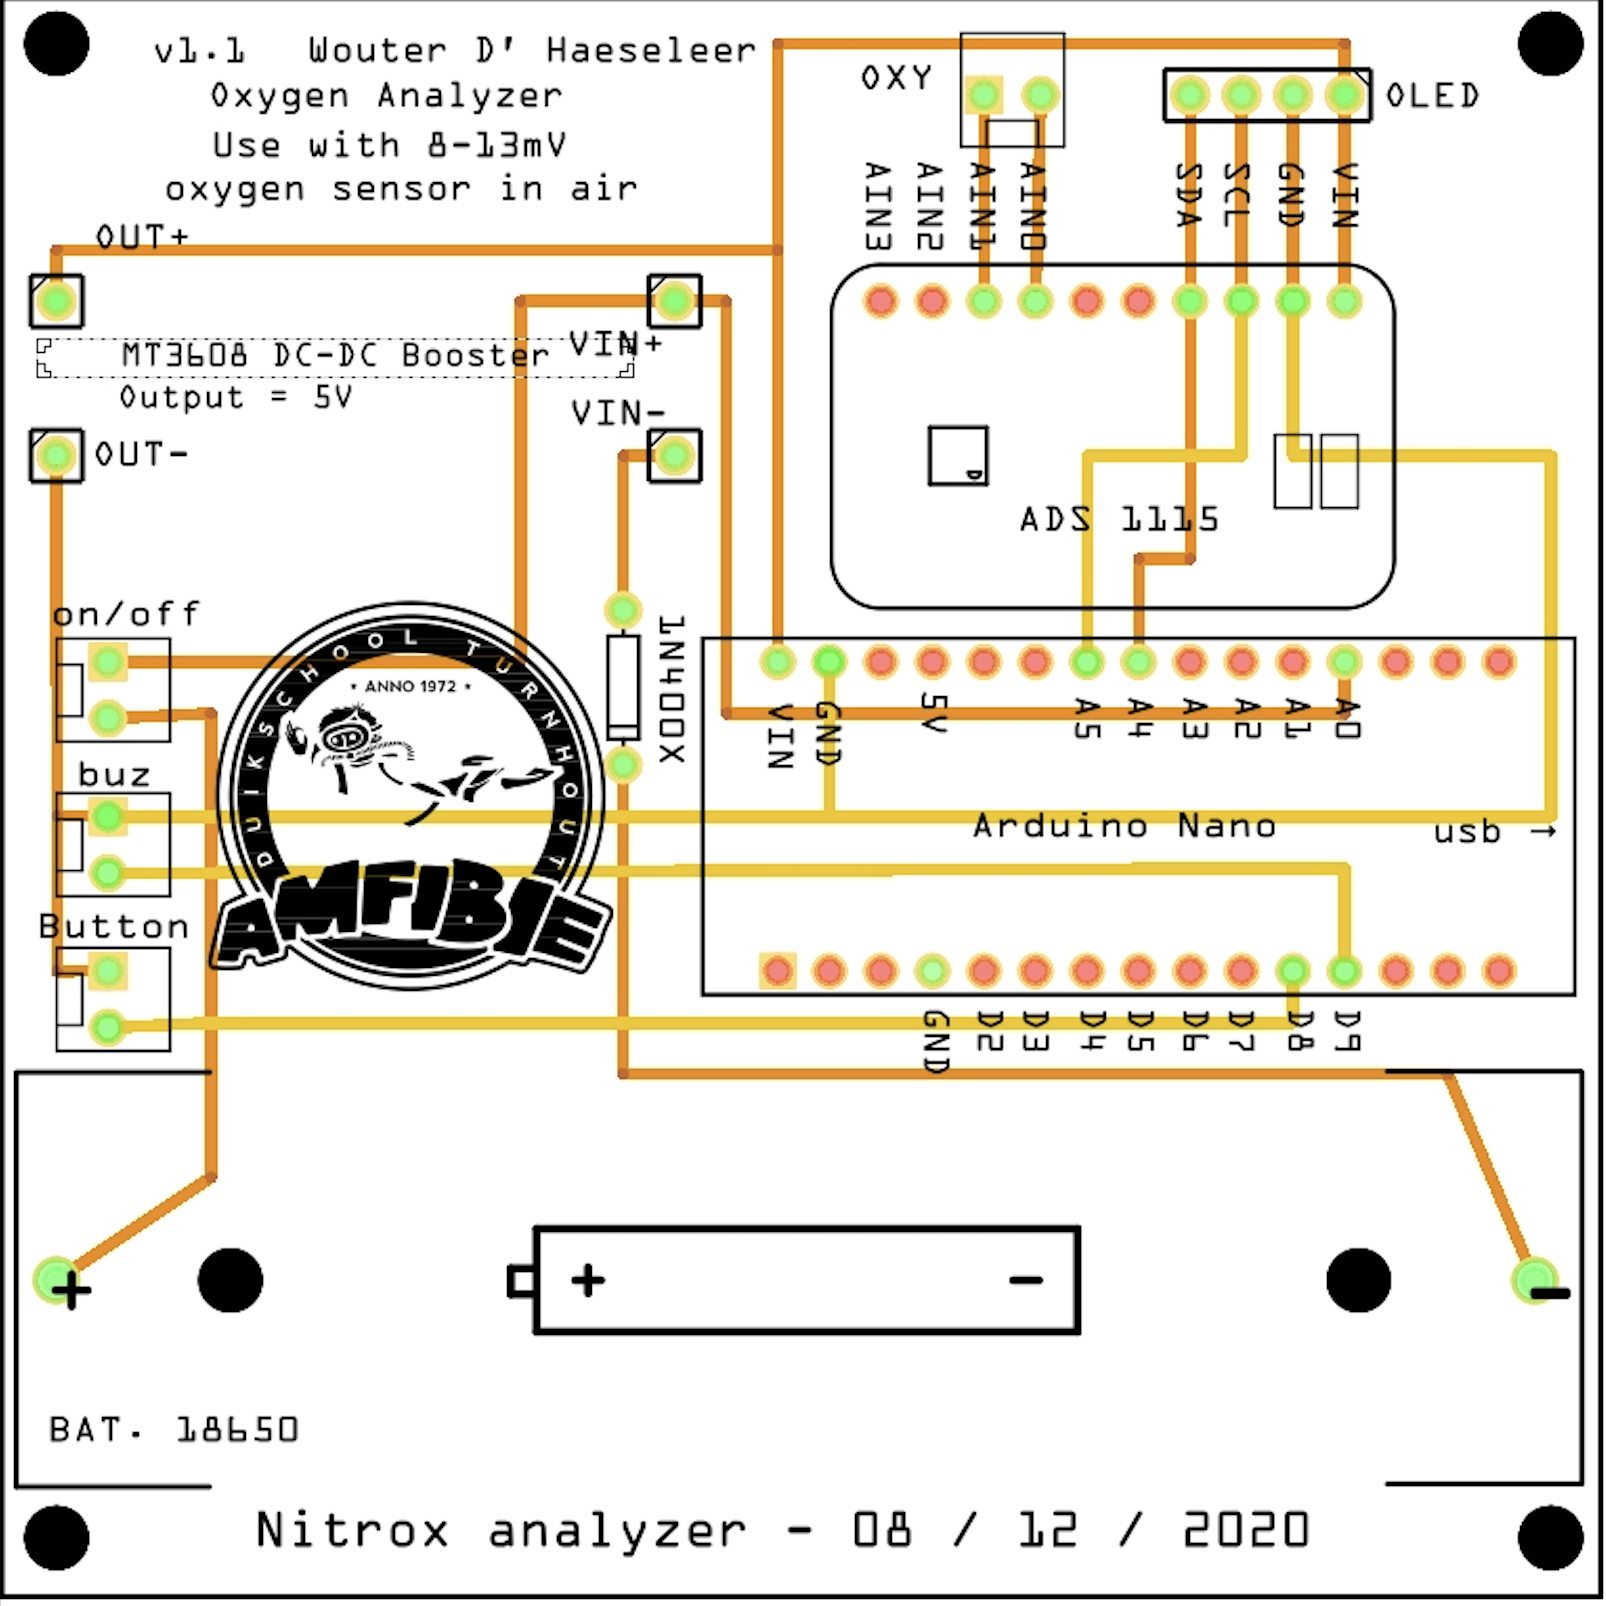 v1.1 Wouter D' Haeseleer
Oxygen Analyzer
Use with 8-13mV
oxygen sensor in air
OXY
OLED
AIN3
AIN2
AIN1
AIN0
SDA
SCL
GND
VIN
OUT+
VIN+
MT3608 DC-DC Booster
Output = 5V
VIN-
OUT-
ADS 1115
on/off
1N400X
DUIKSCHOOL TURNHOUT
* ANNO 1972 *
AMFIBIE
VIN
GND
5V
A5
A4
A3
A2
A1
A0
buz
Arduino Nano
usb →
Button
GND
D2
D3
D4
D5
D6
D7
D8
D9
+
-
+
-
BAT. 18650
Nitrox analyzer - 08 / 12 / 2020